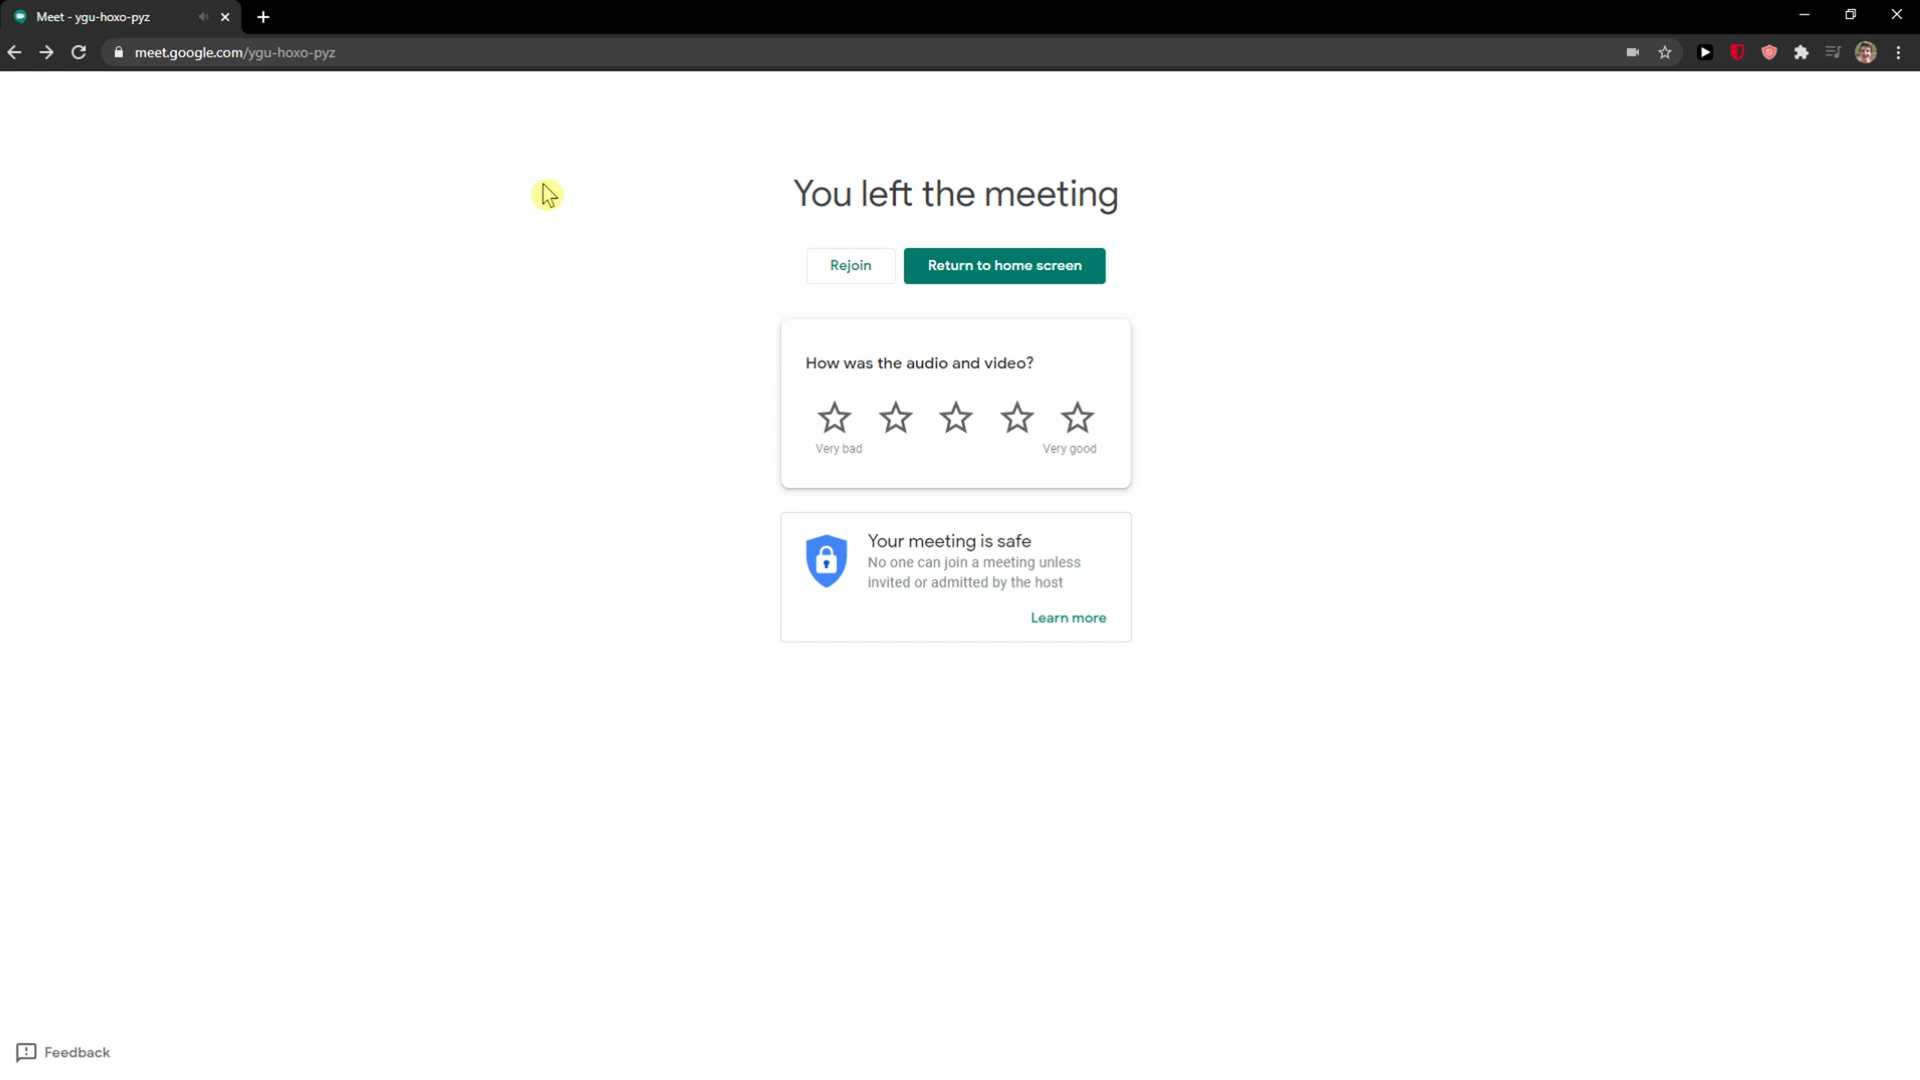 Meet - ygu-hoxo-pyz
meet.google.com/ygu-hoxo-pyz
You left the meeting
Rejoin
Return to home screen
How was the audio and video?
Very bad
Very good
Your meeting is safe
No one can join a meeting unless
invited or admitted by the host
Learn more
Feedback